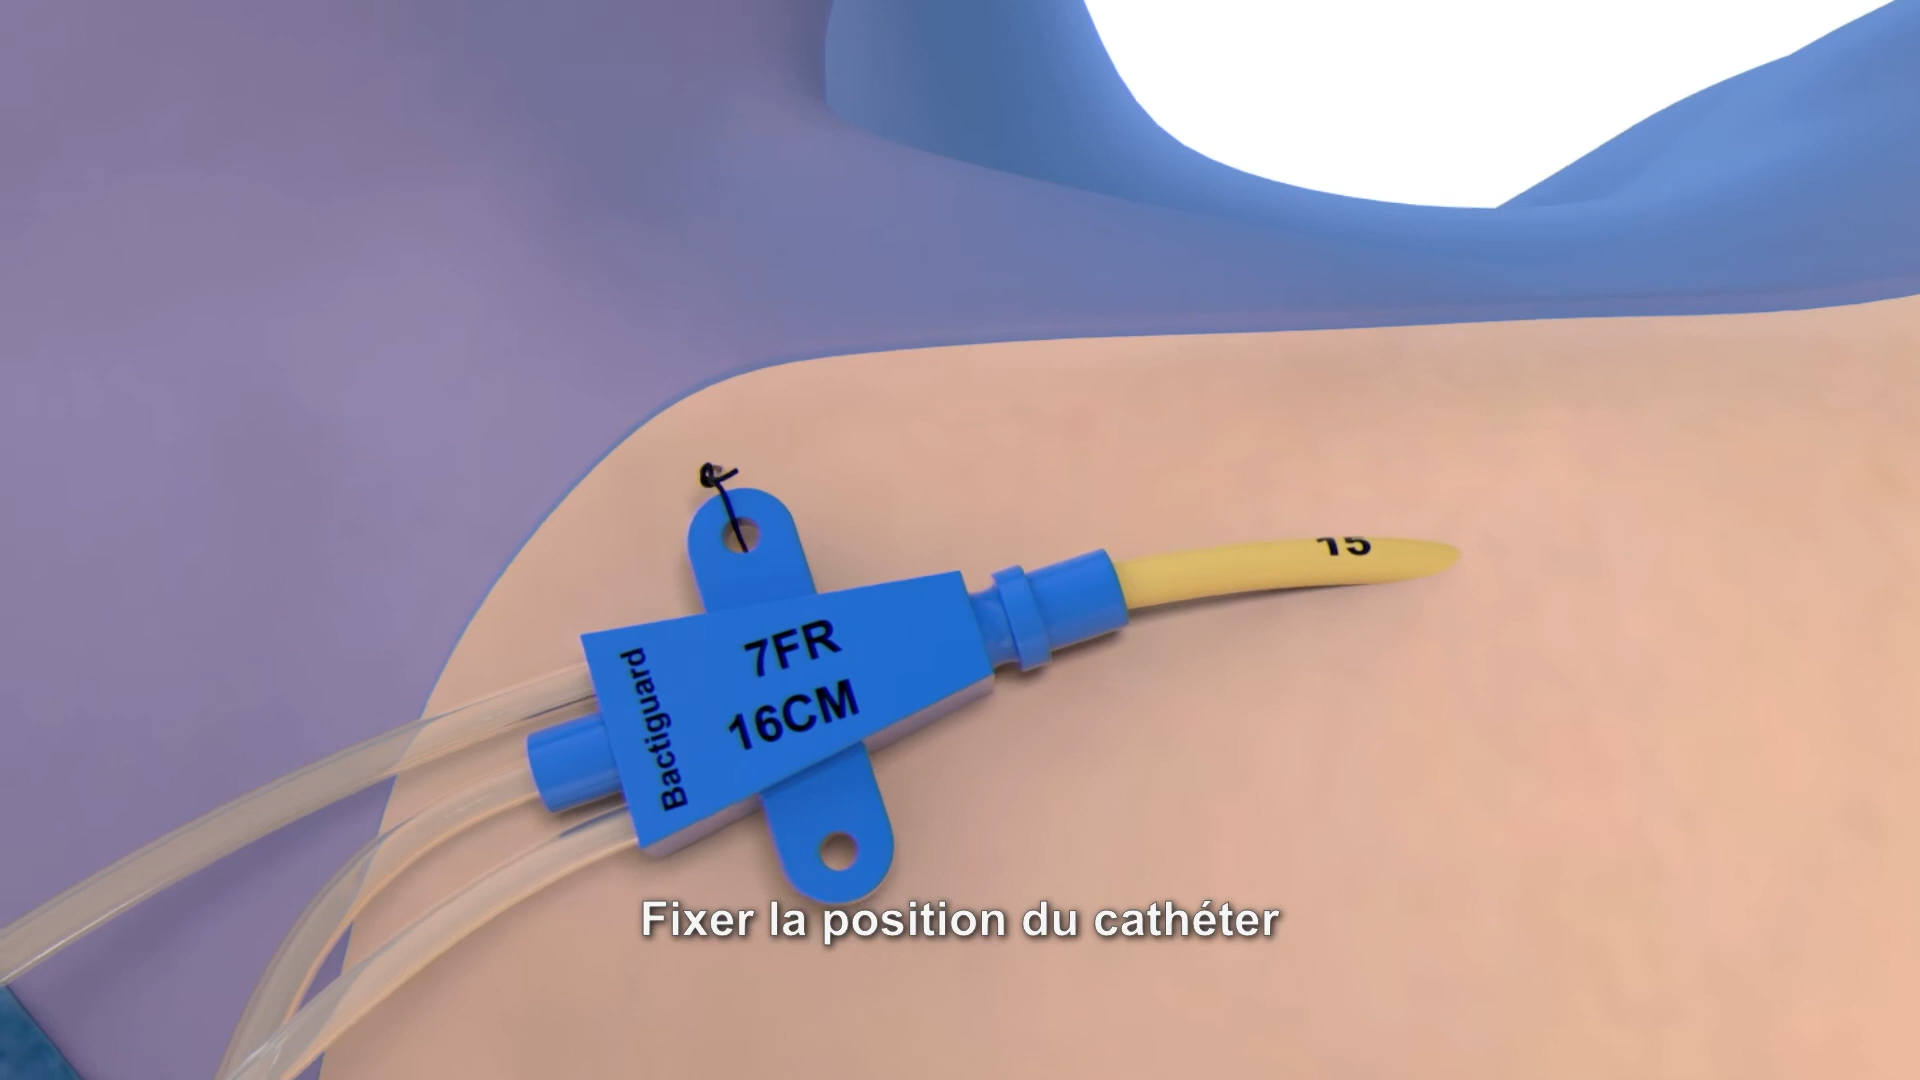 15
7FR
16CM
Bactiguard
Fixer la position du cathéter